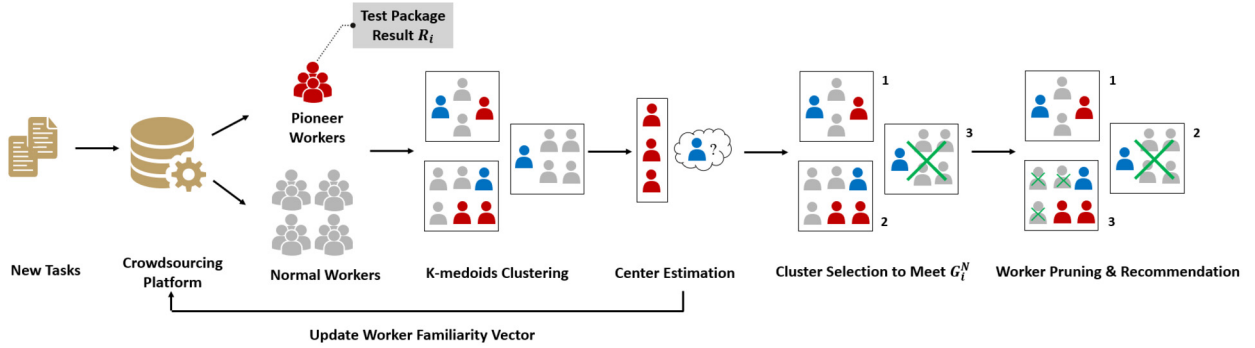 Test Package
Result R_i
Pioneer
Workers
1
1
?
3
2
2
3
New Tasks
Crowdsourcing
Platform
Normal Workers
K-medoids Clustering
Center Estimation
Cluster Selection to Meet G_i^N
Worker Pruning & Recommendation
Update Worker Familiarity Vector